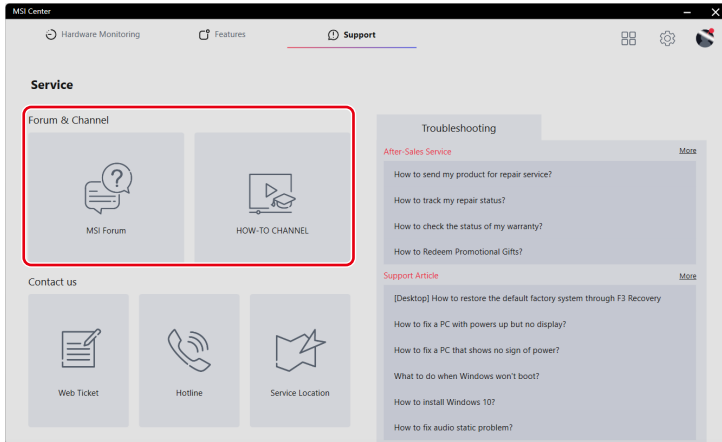 MSI Center
Hardware Monitoring
Features
Support
Service
Forum & Channel
MSI Forum
HOW-TO CHANNEL
Contact us
Web Ticket
Hotline
Service Location
Troubleshooting
After-Sales Service
More
How to send my product for repair service?
How to track my repair status?
How to check the status of my warranty?
How to Redeem Promotional Gifts?
Support Article
More
[Desktop] How to restore the default factory system through F3 Recovery
How to fix a PC with powers up but no display?
How to fix a PC that shows no sign of power?
What to do when Windows won't boot?
How to install Windows 10?
How to fix audio static problem?